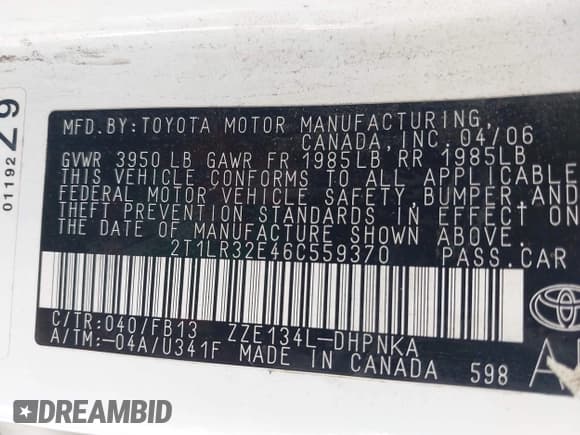 MFD.BY:TOYOTA MOTOR MANUFACTURING,
CANADA, INC. 04/06
GVWR 3950 LB GAWR FR 1985LB RR 1985LB
THIS VEHICLE CONFORMS TO ALL APPLICABLE
FEDERAL MOTOR VEHICLE SAFETY, BUMPER, AND
THEFT PREVENTION STANDARDS IN EFFECT ON
THE DATE OF MANUFACTURE SHOWN ABOVE.
2T1LR32E46C559370 PASS.CAR
C/TR:040/FB13 ZZE134L-DHPNKA
A/TM:-04A/U341F MADE IN CANADA 598
01192
29
DREAMBID